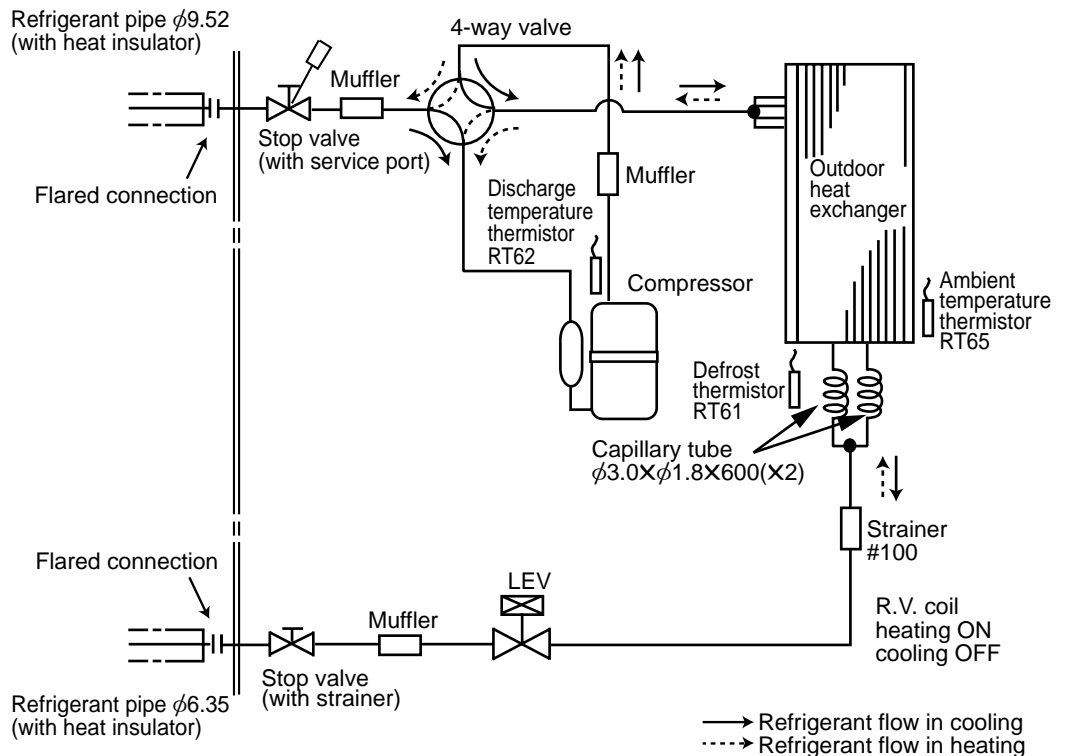 Refrigerant pipe ϕ9.52
(with heat insulator)
4-way valve
Muffler
Stop valve
(with service port)
Flared connection
Muffler
Discharge
temperature
thermistor
RT62
Outdoor
heat
exchanger
Compressor
Ambient
temperature
thermistor
RT65
Defrost
thermistor
RT61
Capillary tube
ϕ3.0×ϕ1.8×600(×2)
Strainer
#100
Flared connection
LEV
Muffler
R.V. coil
heating ON
cooling OFF
Stop valve
(with strainer)
Refrigerant pipe ϕ6.35
(with heat insulator)
Refrigerant flow in cooling
Refrigerant flow in heating